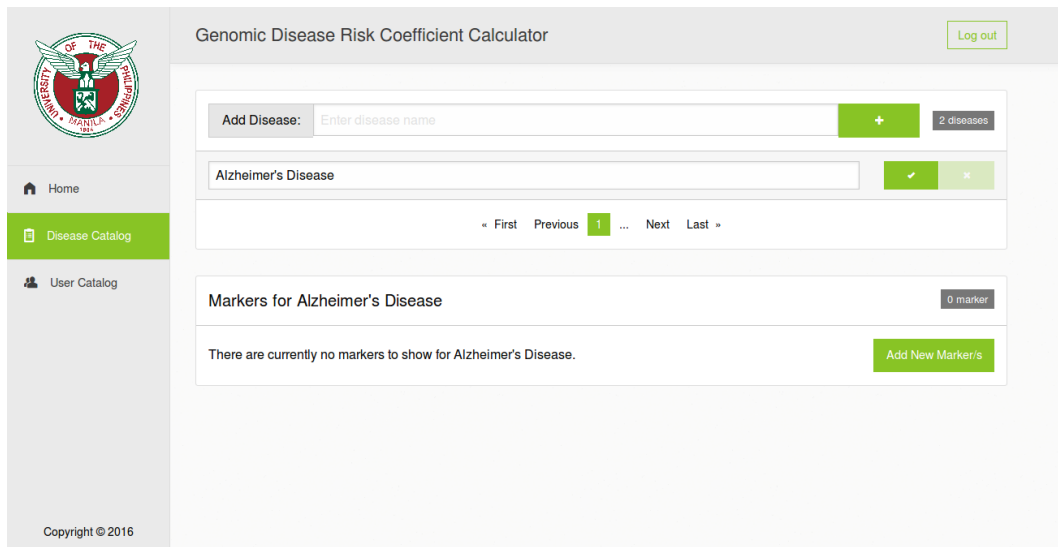 Genomic Disease Risk Coefficient Calculator
Log out
UNIVERSITY OF THE PHILIPPINES
MANILA
Add Disease: Enter disease name
+
2 diseases
Home
Alzheimer's Disease
Disease Catalog
« First Previous 1 ... Next Last »
User Catalog
Markers for Alzheimer's Disease
0 marker
There are currently no markers to show for Alzheimer's Disease.
Add New Marker/s
Copyright © 2016